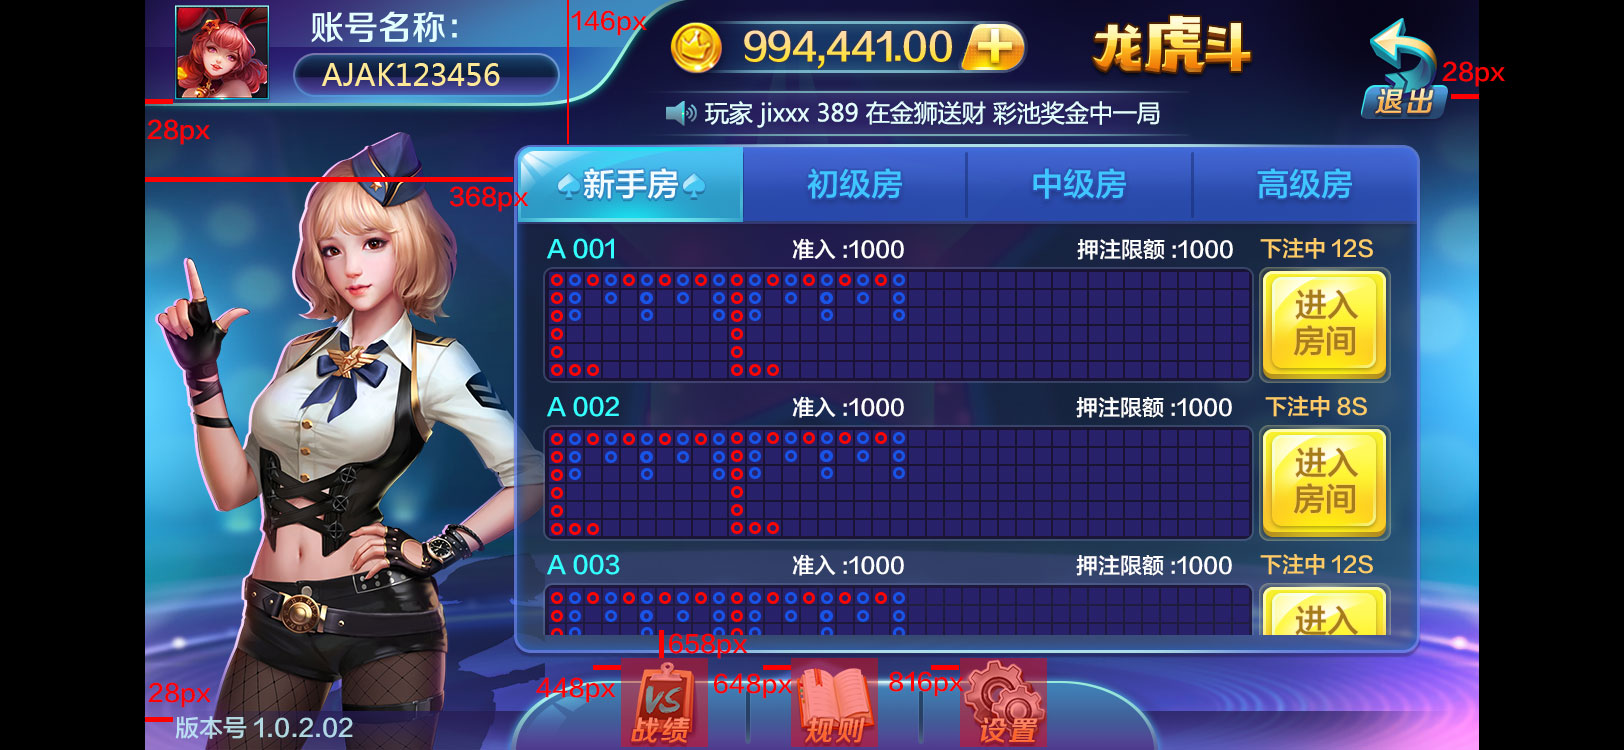 账号名称:
AJAK123456
146px
994,441.00
龙虎斗
退出
28px
玩家 jixxx 389 在金狮送财 彩池奖金中一局
28px
368px
新手房
初级房
中级房
高级房
A 001
准入 :1000
押注限额 :1000
下注中 12S
进入
房间
A 002
准入 :1000
押注限额 :1000
下注中 8S
进入
房间
A 003
准入 :1000
押注限额 :1000
下注中 12S
进入
658px
448px
648px
816px
VS
战绩
规则
设置
28px
版本号 1.0.2.02